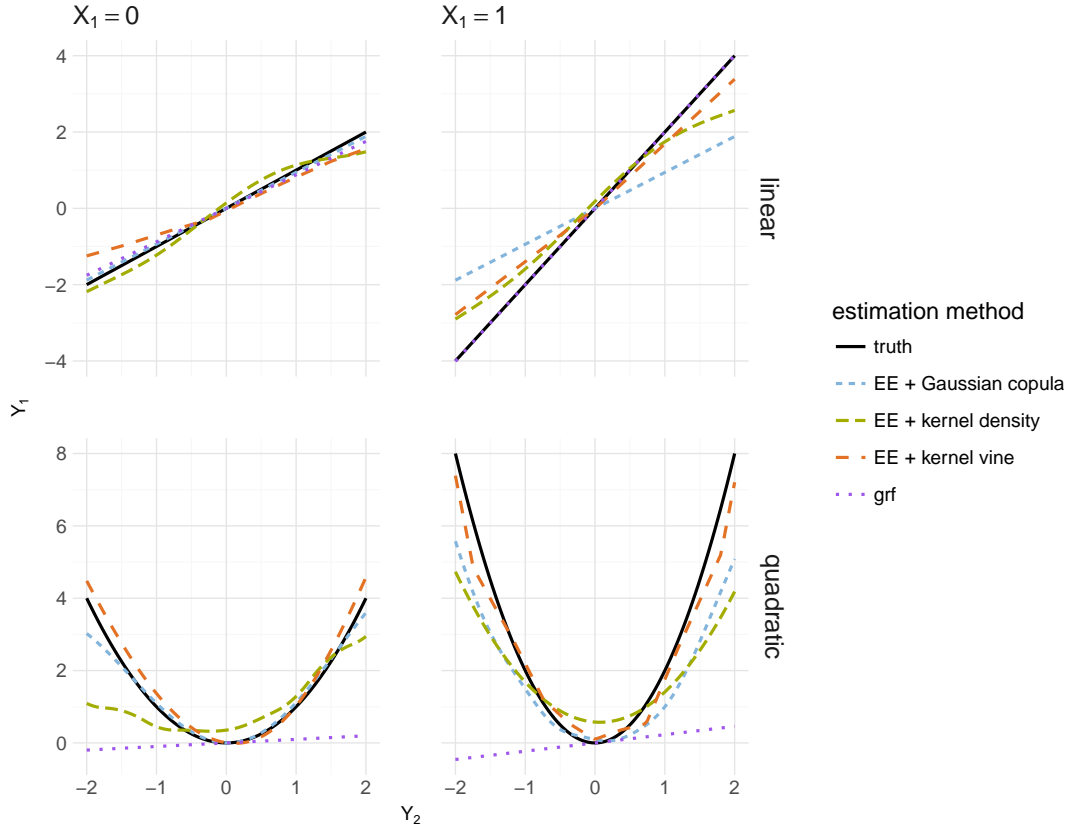 X₁ = 0
X₁ = 1
4
2
0
−2
−4
linear
Y₁
8
6
4
2
0
quadratic
−2 −1 0 1 2
−2 −1 0 1 2
Y₂
estimation method
truth
EE + Gaussian copula
EE + kernel density
EE + kernel vine
grf